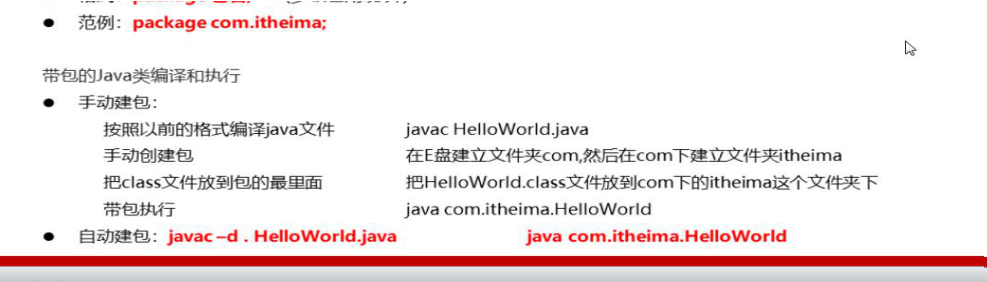 ● 范例：package com.itheima;
带包的Java类编译和执行
● 手动建包：
按照以前的格式编译java文件 javac HelloWorld.java
手动创建包 在E盘建立文件夹com,然后在com下建立文件夹itheima
把class文件放到包的最里面 把HelloWorld.class文件放到com下的itheima这个文件夹下
带包执行 java com.itheima.HelloWorld
● 自动建包：javac –d . HelloWorld.java java com.itheima.HelloWorld